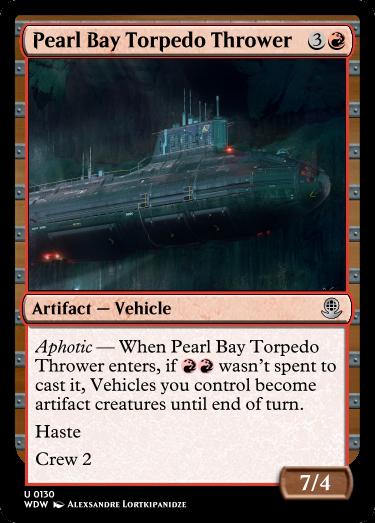 Pearl Bay Torpedo Thrower 3
Artifact — Vehicle
Aphotic — When Pearl Bay Torpedo
Thrower enters, if wasn't spent to
cast it, Vehicles you control become
artifact creatures until end of turn.
Haste
Crew 2
7/4
U 0130
WDW Alexsandre Lortkipanidze